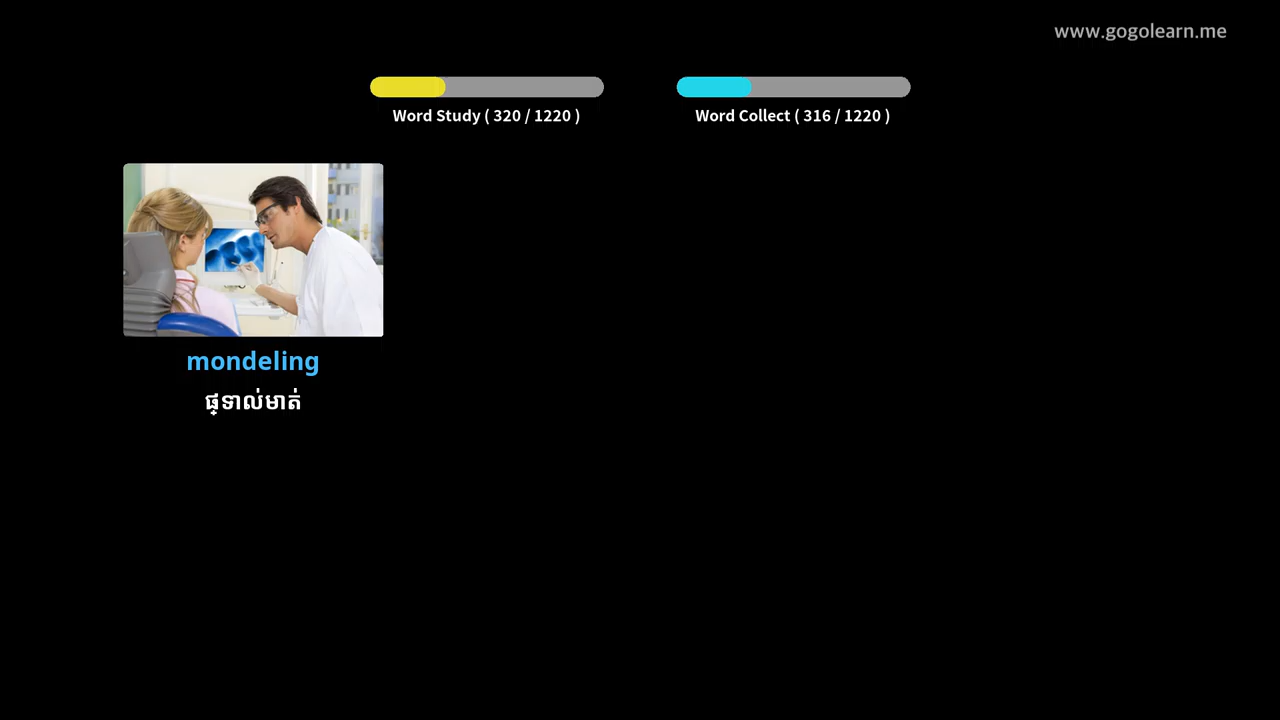 www.gogolearn.me
Word Study ( 320 / 1220 )
Word Collect ( 316 / 1220 )
mondeling
ផ្ទាល់មាត់